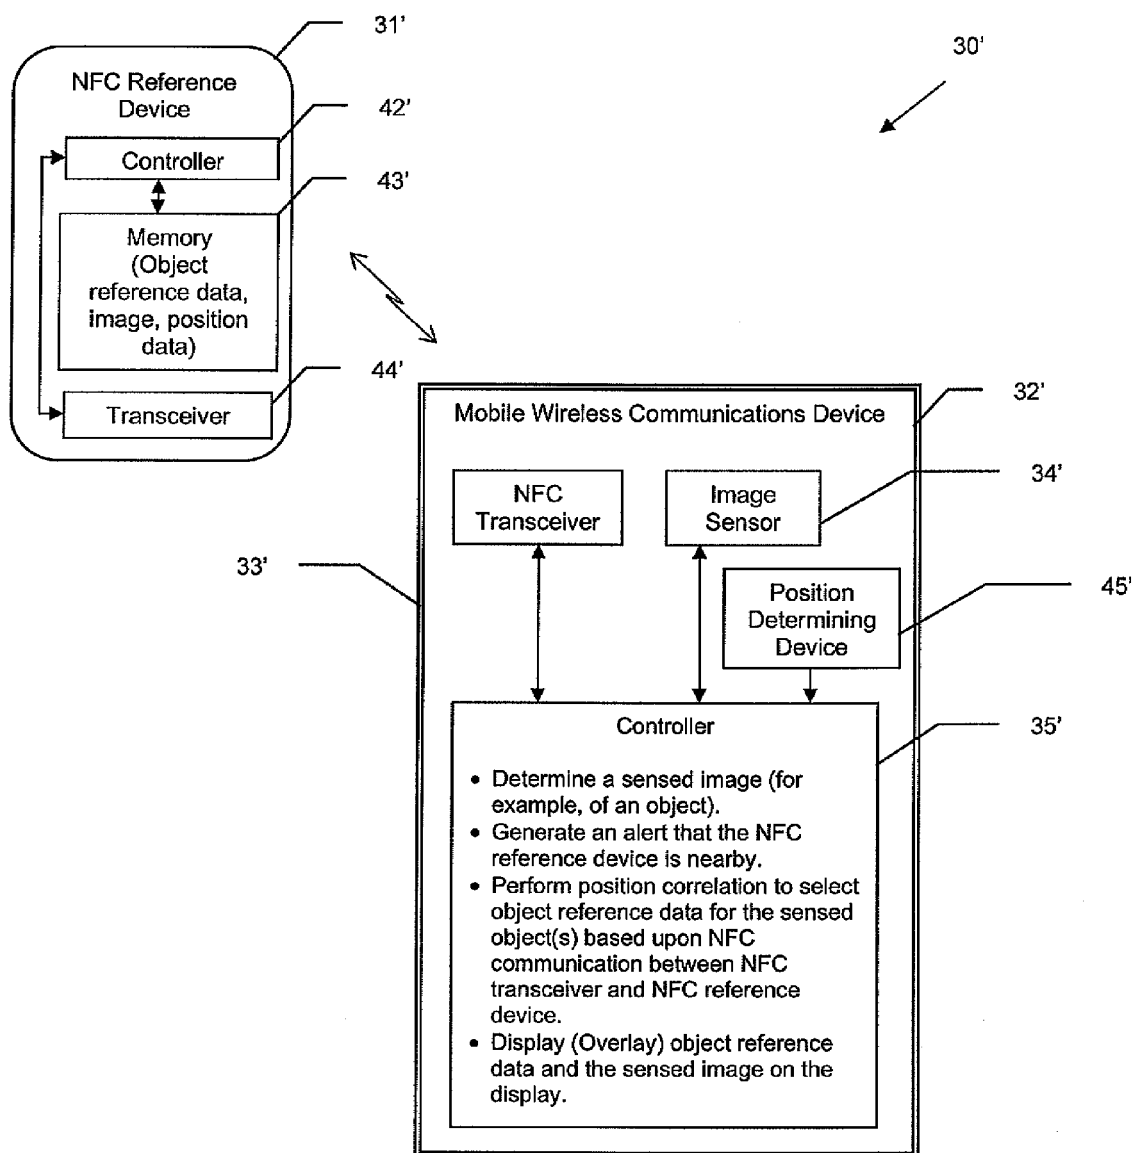 31'
30'
NFC Reference
Device
42'
Controller
43'
Memory
(Object
reference data,
image, position
data)
44'
Transceiver
32'
Mobile Wireless Communications Device
34'
NFC
Transceiver
Image
Sensor
33'
45'
Position
Determining
Device
35'
Controller
• Determine a sensed image (for
example, of an object).
• Generate an alert that the NFC
reference device is nearby.
• Perform position correlation to select
object reference data for the sensed
object(s) based upon NFC
communication between NFC
transceiver and NFC reference
device.
• Display (Overlay) object reference
data and the sensed image on the
display.